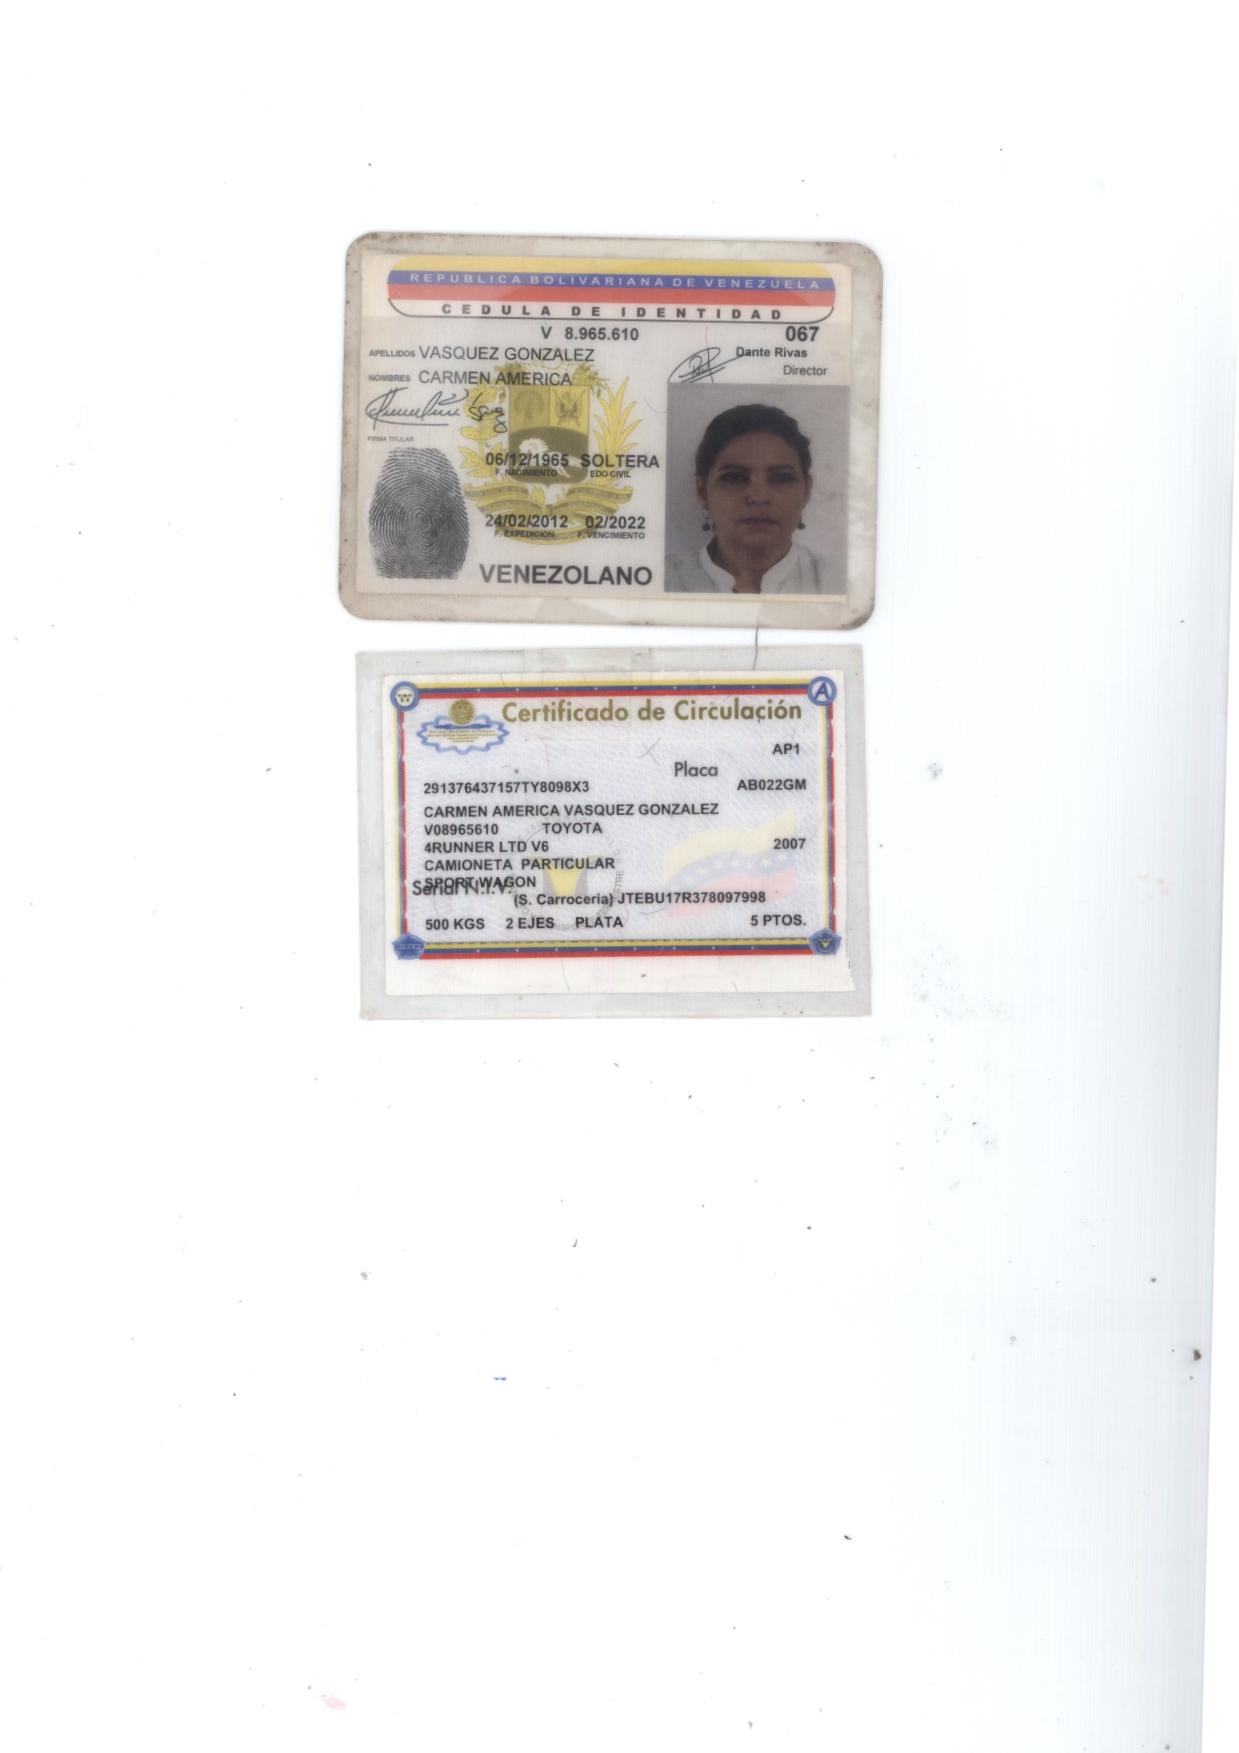 REPUBLICA BOLIVARIANA DE VENEZUELA
CEDULA DE IDENTIDAD
V 8.965.610 067
APELLIDOS VASQUEZ GONZALEZ Dante Rivas
Director
NOMBRES CARMEN AMERICA
FIRMA TITULAR
06/12/1965 SOLTERA
F. NACIMIENTO EDO CIVIL
24/02/2012 02/2022
F. EXPEDICION F. VENCIMIENTO
VENEZOLANO
A
Certificado de Circulación
AP1
Placa
291376437157TY8098X3 AB022GM
CARMEN AMERICA VASQUEZ GONZALEZ
V08965610 TOYOTA
4RUNNER LTD V6 2007
CAMIONETA PARTICULAR
SPORT WAGON
Serial N.I.V.
(S. Carroceria) JTEBU17R378097998
500 KGS 2 EJES PLATA 5 PTOS.